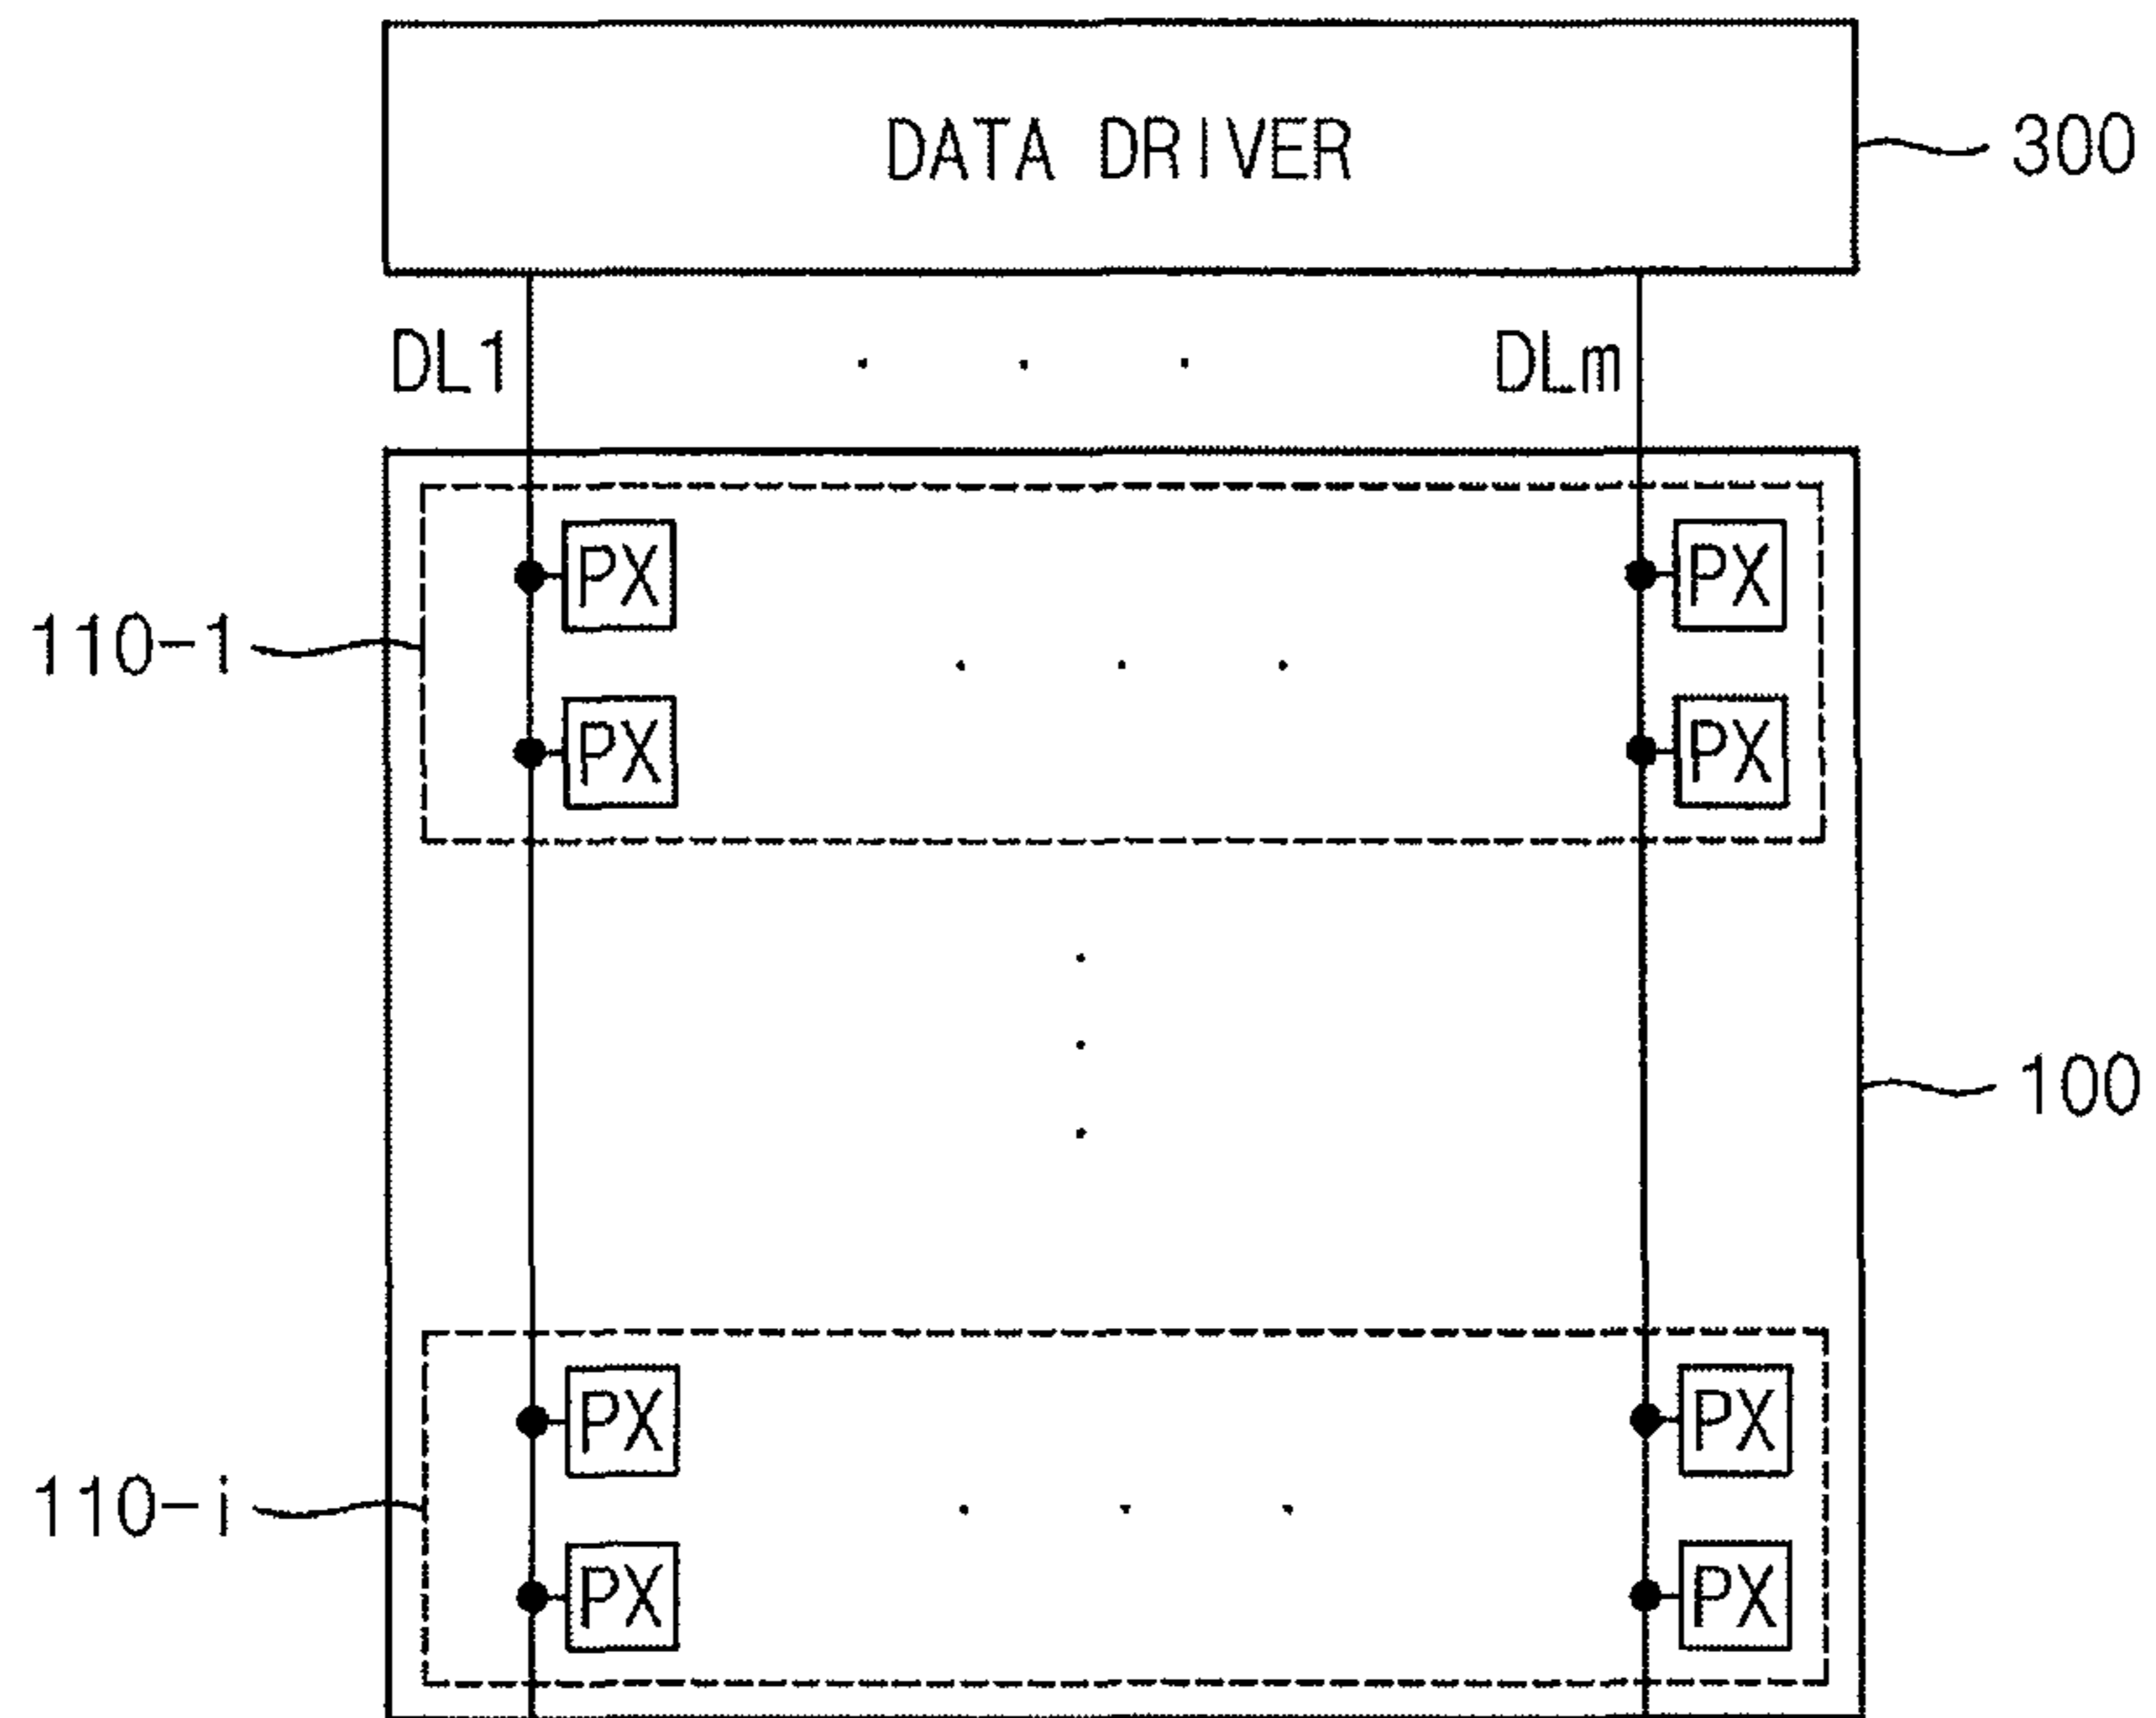 DATA DRIVER
300
DL1 . . . DLm
PX PX
110-1 . . .
PX PX
.
.
100
.
PX PX
110-i . . .
PX PX